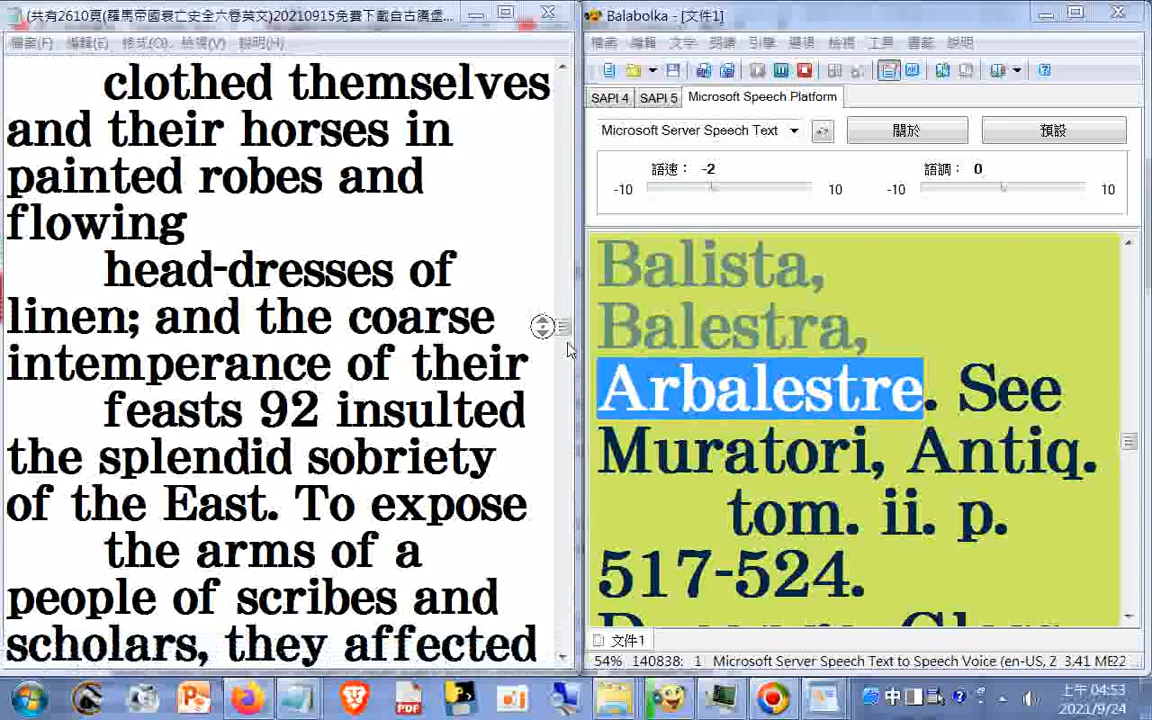 (共有2610頁(羅馬帝國衰亡史全六卷英文)20210915免費下載自古騰堡...
檔案(F) 編輯(E) 格式(O) 檢視(V) 說明(H)
clothed themselves
and their horses in
painted robes and
flowing
head-dresses of
linen; and the coarse
intemperance of their
feasts 92 insulted
the splendid sobriety
of the East. To expose
the arms of a
people of scribes and
scholars, they affected
Balabolka - [文件1]
檔案 編輯 文字 朗讀 引擎 選項 檢視 工具 書籤 說明
SAPI 4 SAPI 5 Microsoft Speech Platform
Microsoft Server Speech Text 關於 預設
語速： -2 語調： 0
-10 10 -10 10
Balista,
Balestra,
Arbalestre. See
Muratori, Antiq.
tom. ii. p.
517-524.
文件1
54% 140838: 1 Microsoft Server Speech Text to Speech Voice (en-US, Z 3.41 ME22
PDF
中
上午 04:53
2021/9/24